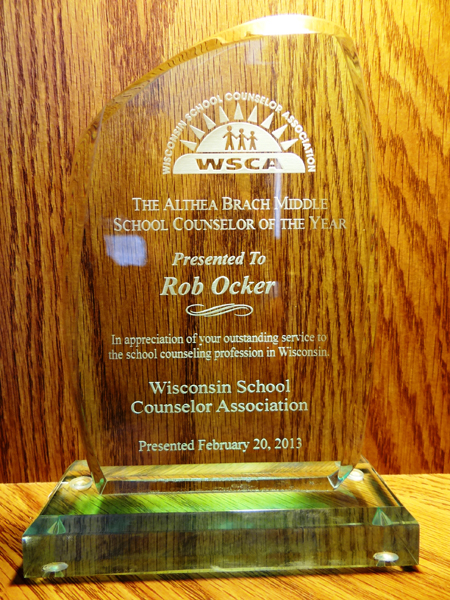 WISCONSIN SCHOOL COUNSELOR ASSOCIATION
WSCA
THE ALTHEA BRACH MIDDLE
SCHOOL COUNSELOR OF THE YEAR
Presented To
Rob Ocker
In appreciation of your outstanding service to
the school counseling profession in Wisconsin.
Wisconsin School
Counselor Association
Presented February 20, 2013